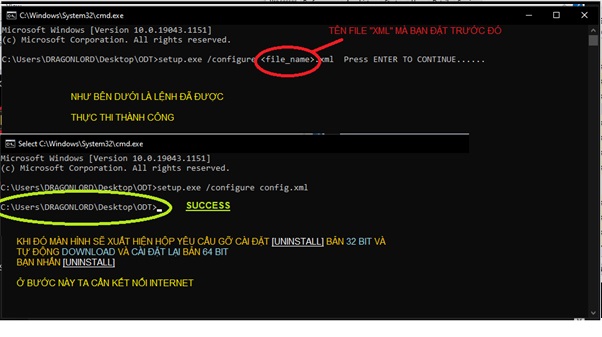 C:\Windows\System32\cmd.exe
Microsoft Windows [Version 10.0.19043.1151]
(c) Microsoft Corporation. All rights reserved.
TÊN FILE "XML" MÀ BẠN ĐẶT TRƯỚC ĐÓ
C:\Users\DRAGONLORD\Desktop\ODT>setup.exe /configure <file_name>.xml Press ENTER TO CONTINUE......
NHƯ BÊN DƯỚI LÀ LỆNH ĐÃ ĐƯỢC
THỰC THI THÀNH CÔNG
Select C:\Windows\System32\cmd.exe
Microsoft Windows [Version 10.0.19043.1151]
(c) Microsoft Corporation. All rights reserved.
C:\Users\DRAGONLORD\Desktop\ODT>setup.exe /configure config.xml
C:\Users\DRAGONLORD\Desktop\ODT>
SUCCESS
KHI ĐÓ MÀN HÌNH SẼ XUẤT HIỆN HỘP YÊU CẦU GỠ CÀI ĐẶT [UNINSTALL] BẢN 32 BIT VÀ
TỰ ĐỘNG DOWNLOAD VÀ CÀI ĐẶT LẠI BẢN 64 BIT
BẠN NHẤN [UNINSTALL]
Ở BƯỚC NÀY TA CẦN KẾT NỐI INTERNET